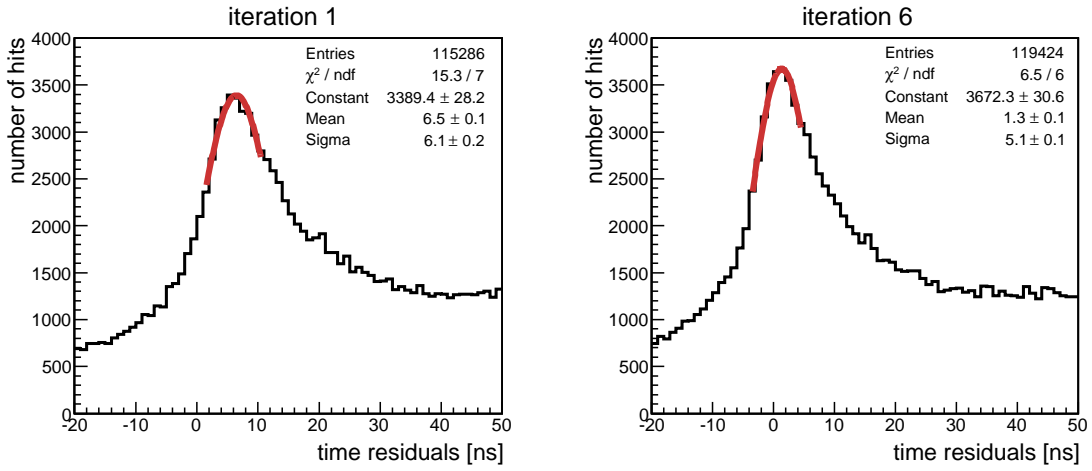 iteration 1
number of hits
4000
3500
3000
2500
2000
1500
1000
500
0
Entries 115286
χ² / ndf 15.3 / 7
Constant 3389.4 ± 28.2
Mean 6.5 ± 0.1
Sigma 6.1 ± 0.2
-20 -10 0 10 20 30 40 50
time residuals [ns]
iteration 6
number of hits
4000
3500
3000
2500
2000
1500
1000
500
0
Entries 119424
χ² / ndf 6.5 / 6
Constant 3672.3 ± 30.6
Mean 1.3 ± 0.1
Sigma 5.1 ± 0.1
-20 -10 0 10 20 30 40 50
time residuals [ns]